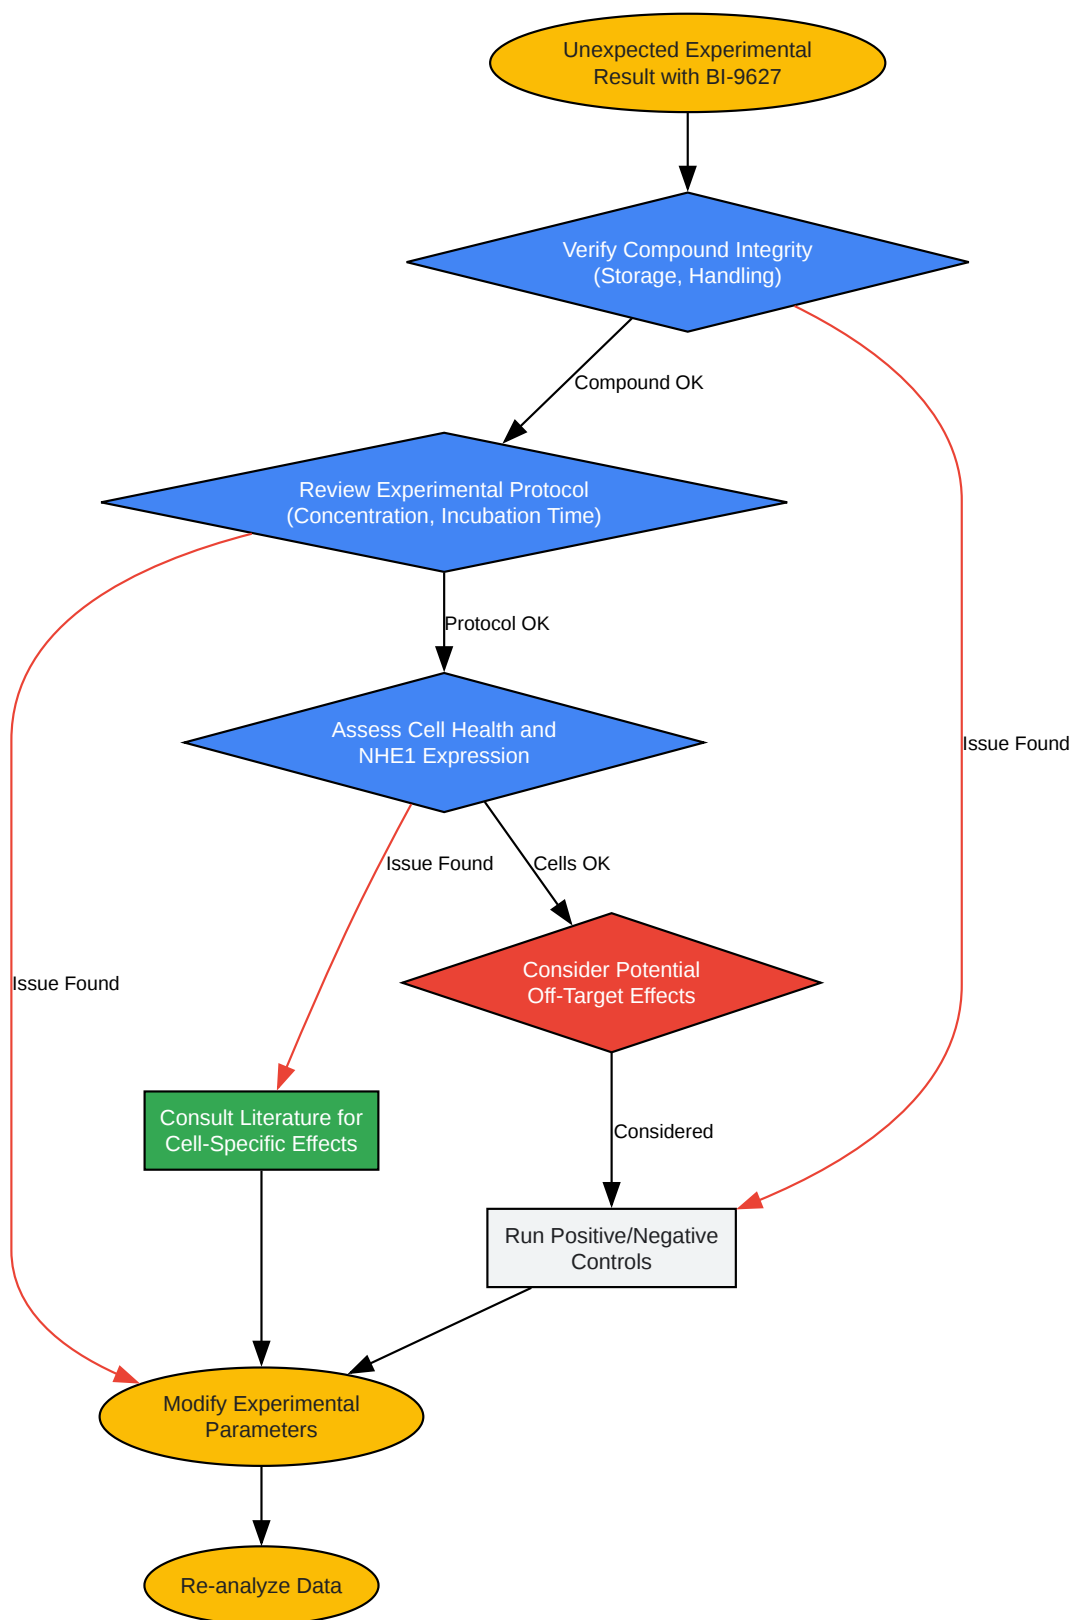 Unexpected Experimental
Result with BI-9627
Verify Compound Integrity
(Storage, Handling)
Compound OK
Review Experimental Protocol
(Concentration, Incubation Time)
Protocol OK
Assess Cell Health and
NHE1 Expression
Issue Found
Issue Found
Cells OK
Consider Potential
Off-Target Effects
Issue Found
Consult Literature for
Cell-Specific Effects
Considered
Run Positive/Negative
Controls
Modify Experimental
Parameters
Re-analyze Data